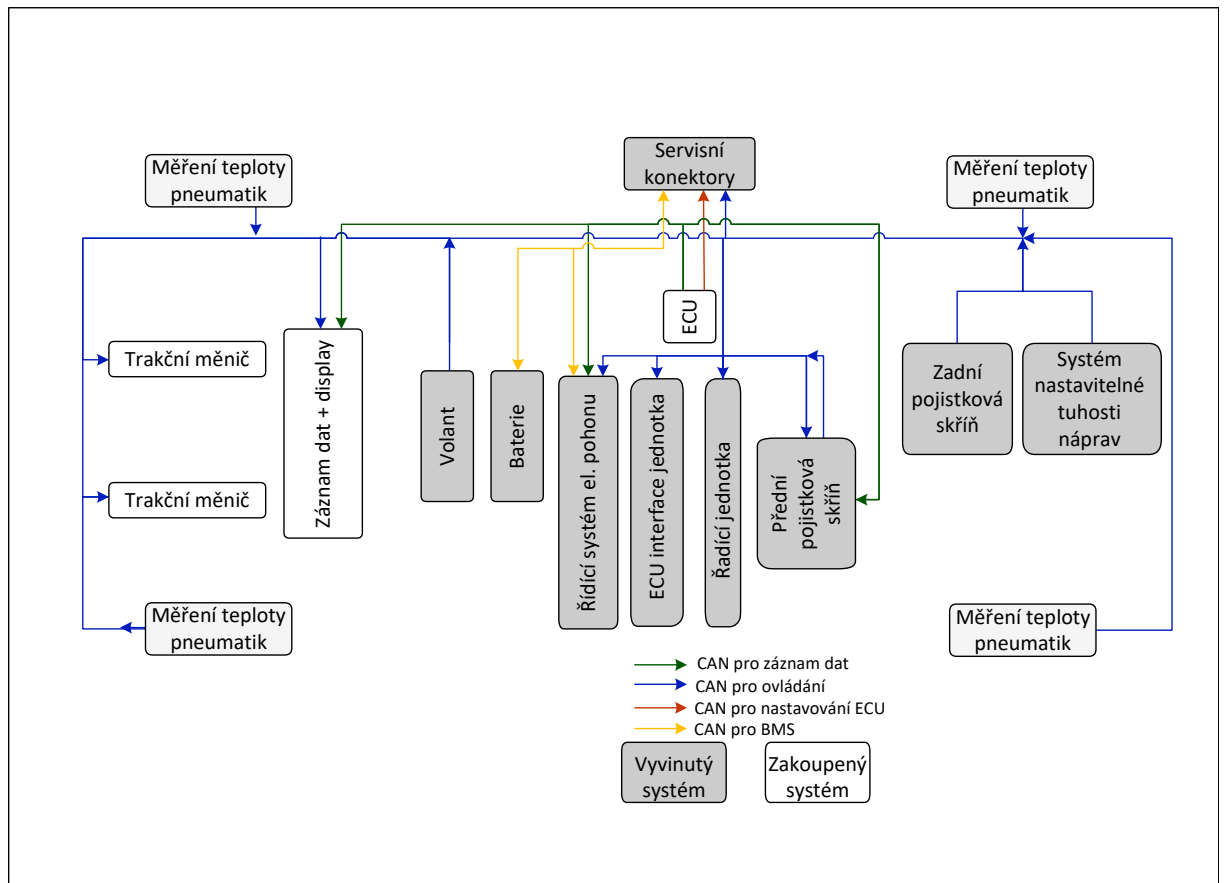 Servisní
konektory
Měření teploty
pneumatik
Měření teploty
pneumatik
ECU
Trakční měnič
Záznam dat + display
Volant
Baterie
Řídící systém el. pohonu
ECU interface jednotka
Řadící jednotka
Přední
pojistková
skříň
Zadní
pojistková
skříň
Systém
nastavitelné
tuhosti
náprav
Trakční měnič
Měření teploty
pneumatik
Měření teploty
pneumatik
CAN pro záznam dat
CAN pro ovládání
CAN pro nastavování ECU
CAN pro BMS
Vyvinutý
systém
Zakoupený
systém